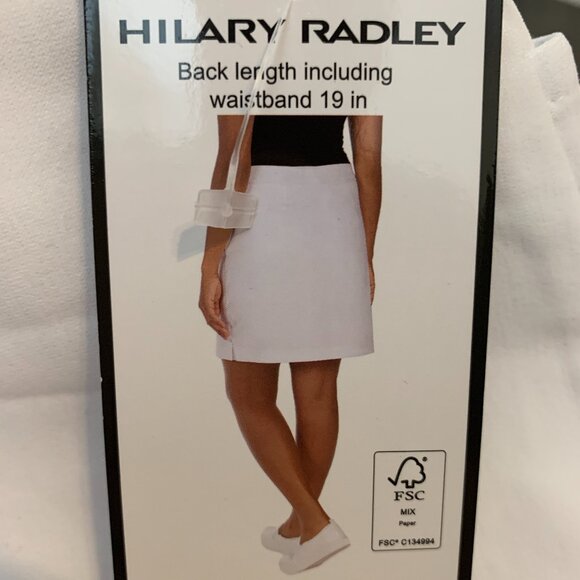 HILARY RADLEY
Back length including
waistband 19 in
FSC
MIX
Paper
FSC® C134994